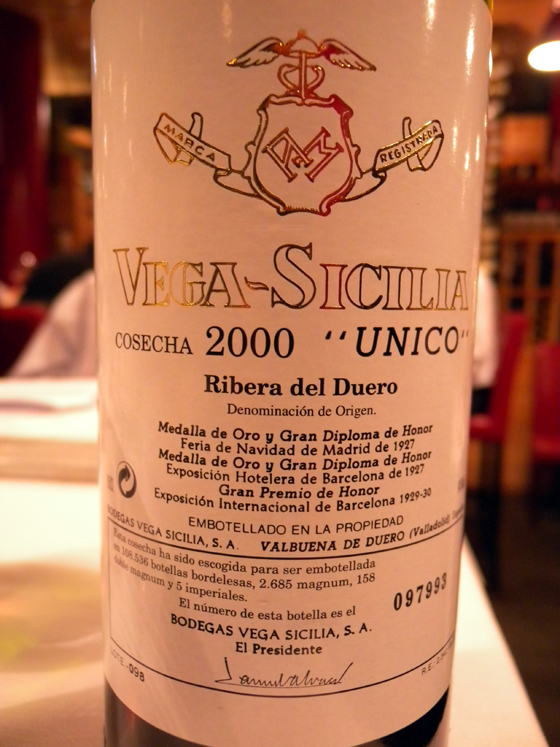 MARCA
REGISTRADA
VEGA-SICILIA
COSECHA 2000 "UNICO"
Ribera del Duero
Denominación de Origen.
Medalla de Oro y Gran Diploma de Honor
Feria de Navidad de Madrid de 1927
Medalla de Oro y Gran Diploma de Honor
Exposición Hotelera de Barcelona de 1927
Gran Premio de Honor
Exposición Internacional de Barcelona 1929-30
EMBOTELLADO EN LA PROPIEDAD
BODEGAS VEGA SICILIA, S. A. VALBUENA DE DUERO (Valladolid)
Esta cosecha ha sido escogida para ser embotellada
en 108.536 botellas bordelesas, 2.685 magnum, 158
doble magnum y 5 imperiales.
El número de esta botella es el
097993
BODEGAS VEGA SICILIA, S. A.
El Presidente